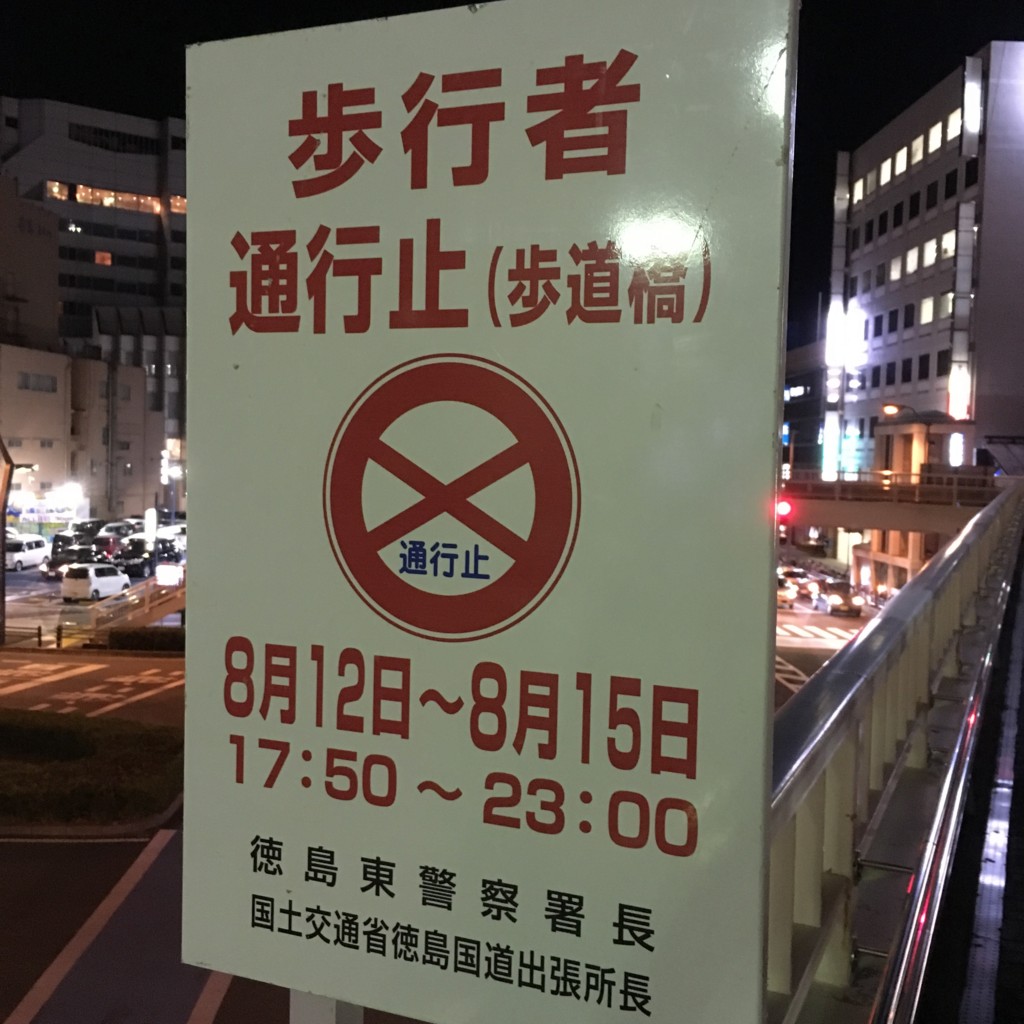 歩行者
通行止(歩道橋)
通行止
8月12日~8月15日
17:50~23:00
徳島東警察署長
国土交通省徳島国道出張所長